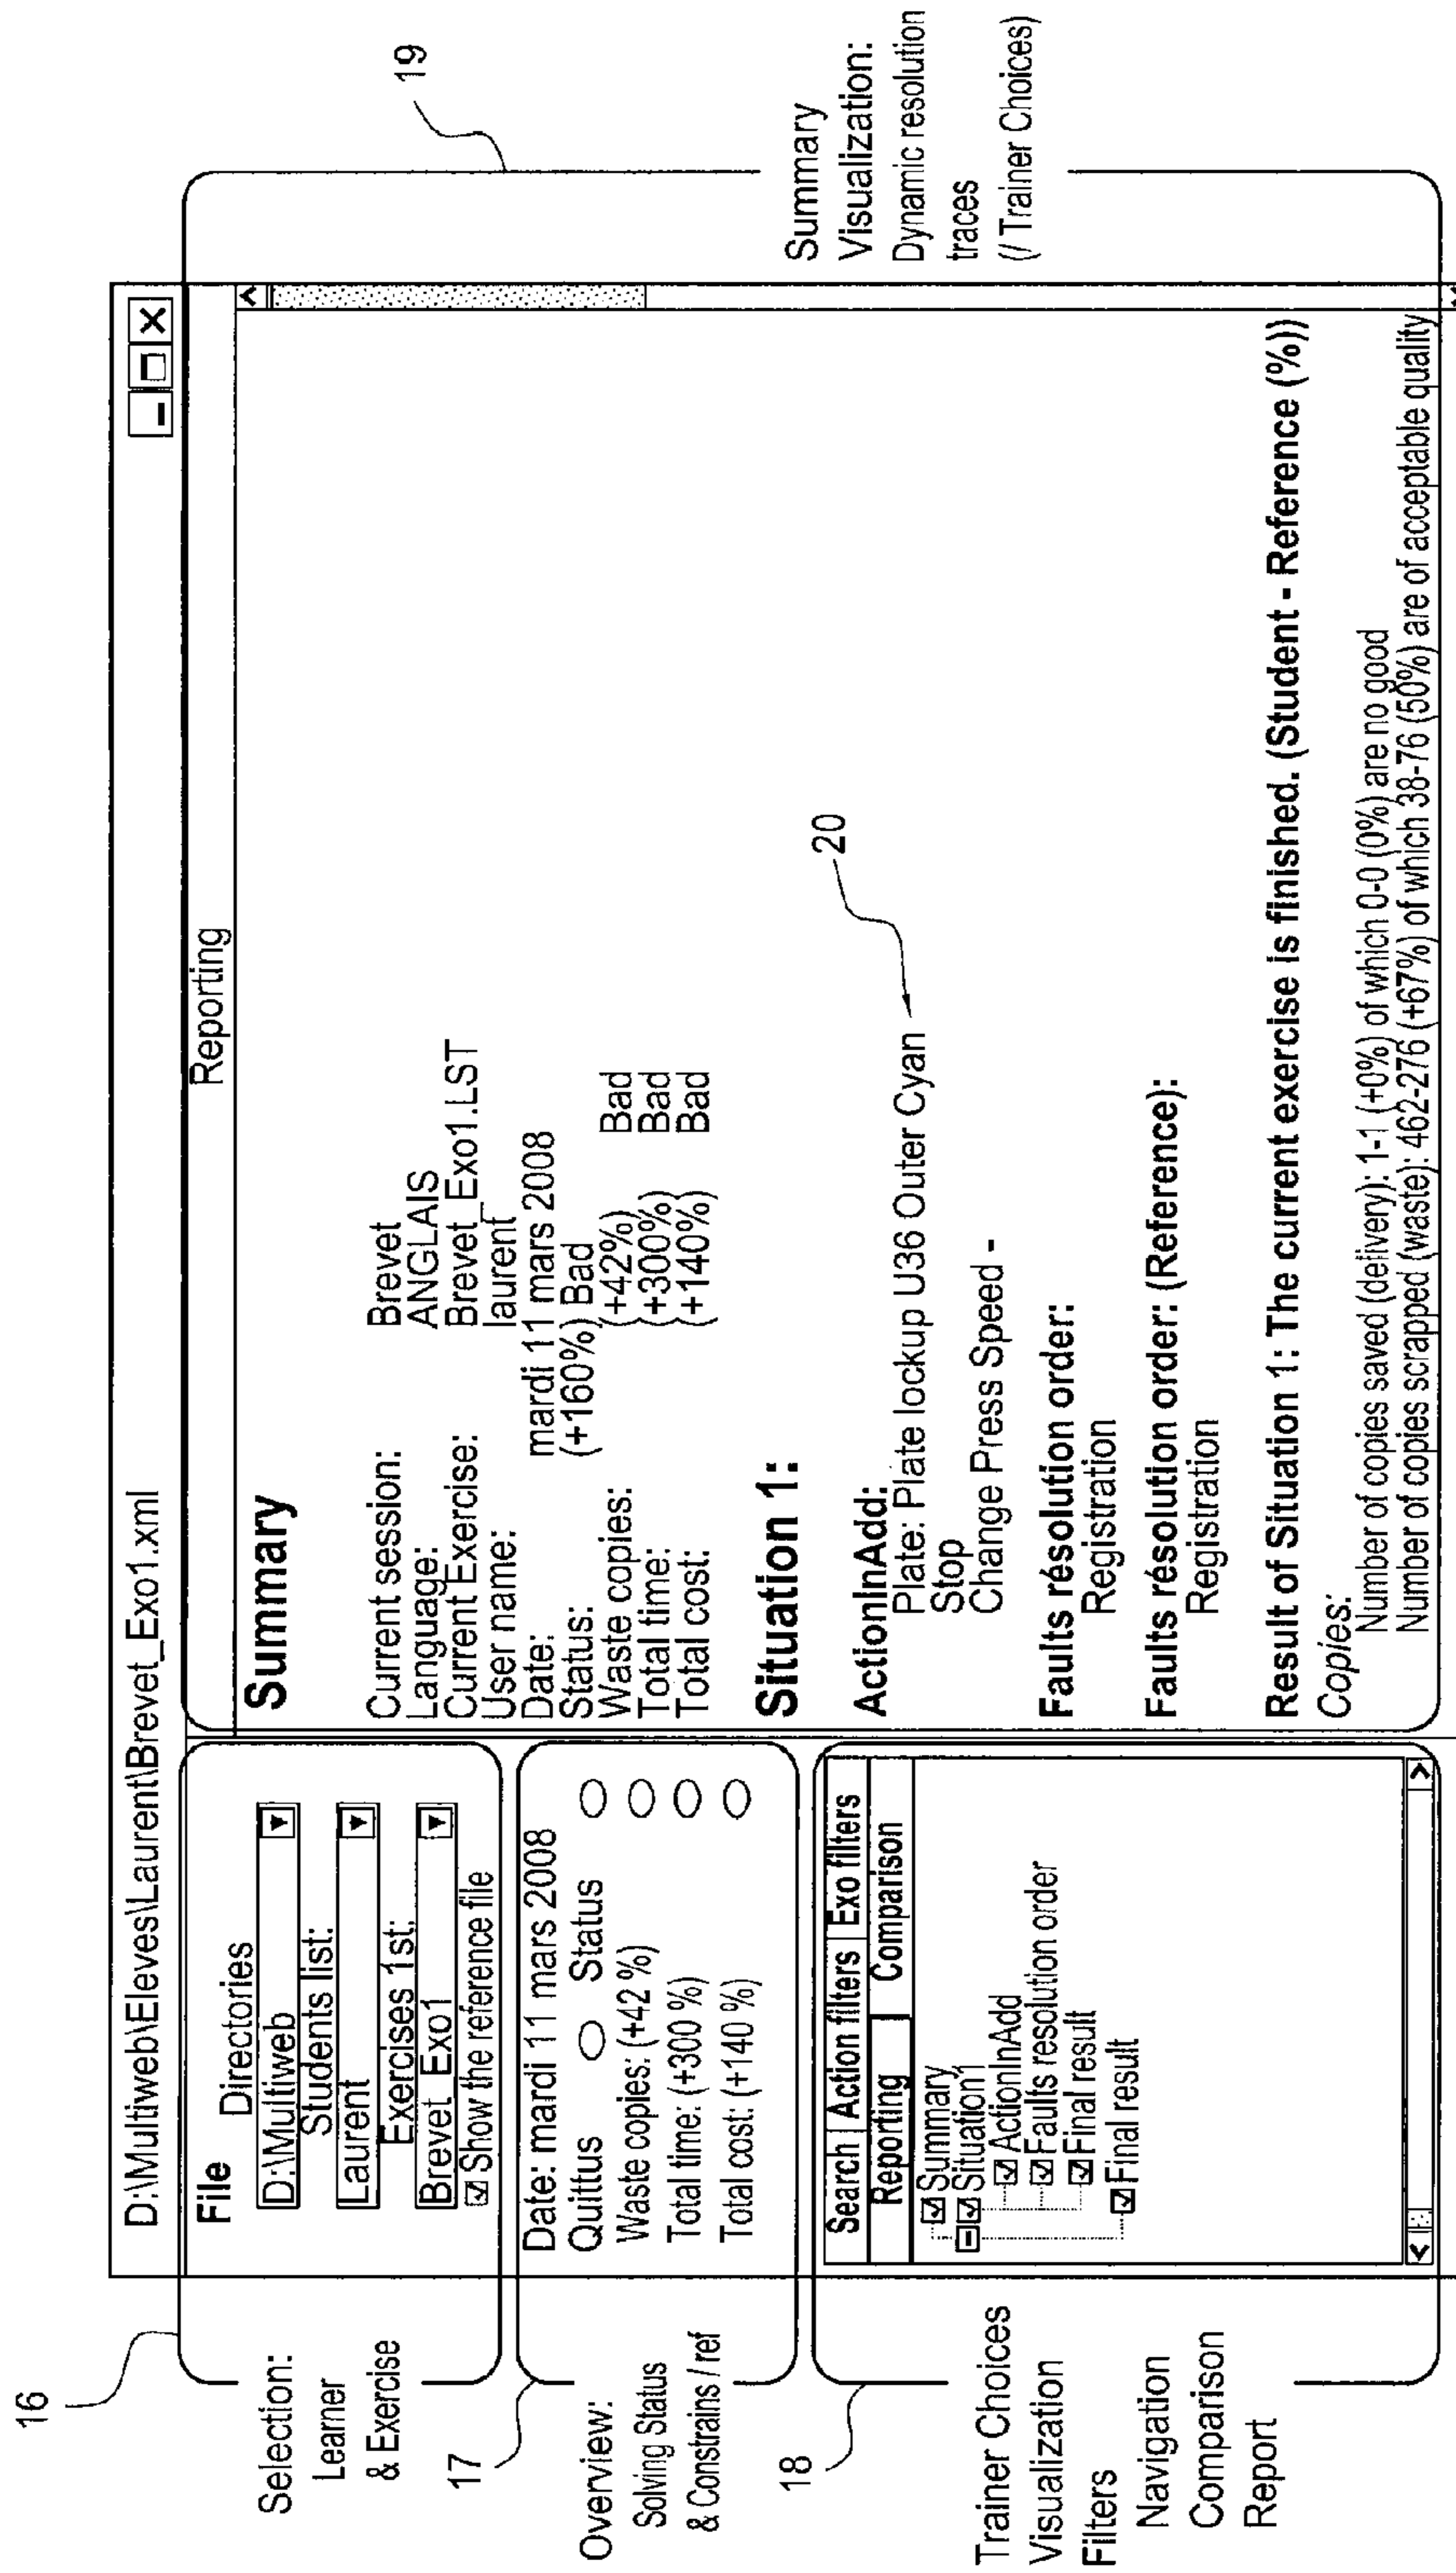 16
D:\Multiweb\Eleves\Laurent\Brevet_Exo1.xml
Selection:
Learner
& Exercise
File
Directories
D:\Multiweb
Students list:
Laurent
Exercises 1st:
Brevet_Exo1
Show the reference file
17
Overview:
Solving Status
& Constrains / ref
Date: mardi 11 mars 2008
Quittus Status
Waste copies: (+42 %)
Total time: (+300 %)
Total cost: (+140 %)
18
Trainer Choices
Visualization
Filters
Navigation
Comparison
Report
Search Action filters Exo filters
Reporting Comparison
Summary
Situation1
ActionInAdd
Faults resolution order
Final result
Final result
Reporting
Summary
Current session: Brevet
Language: ANGLAIS
Current Exercise: Brevet_Exo1.LST
User name: laurent
Date: mardi 11 mars 2008
Status: (+160%) Bad
Waste copies: (+42%) Bad
Total time: (+300%) Bad
Total cost: (+140%) Bad
Situation 1:
ActionInAdd:
Plate: Plate lockup U36 Outer Cyan
20
Stop
Change Press Speed -
Faults résolution order:
Registration
Faults résolution order: (Reference):
Registration
Result of Situation 1: The current exercise is finished. (Student - Reference (%))
Copies:
Number of copies saved (delivery): 1-1 (+0%) of which 0-0 (0%) are no good
Number of copies scrapped (waste): 462-276 (+67%) of which 38-76 (50%) are of acceptable quality
19
Summary
Visualization:
Dynamic resolution
traces
(// Trainer Choices)